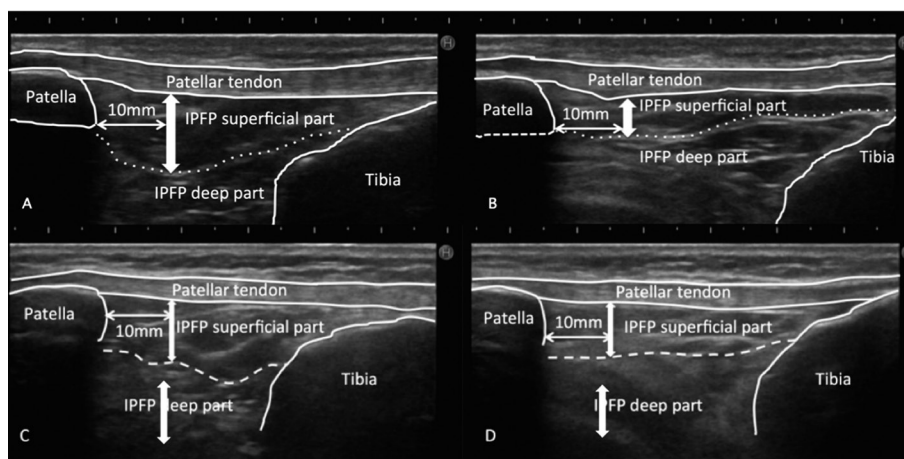 H
Patellar tendon
Patella
10mm
IPFP superficial part
IPFP deep part
Tibia
A
H
Patellar tendon
Patella
10mm
IPFP superficial part
IPFP deep part
Tibia
B
H
Patellar tendon
Patella
10mm
IPFP superficial part
IPFP deep part
Tibia
C
H
Patellar tendon
Patella
10mm
IPFP superficial part
IPFP deep part
Tibia
D